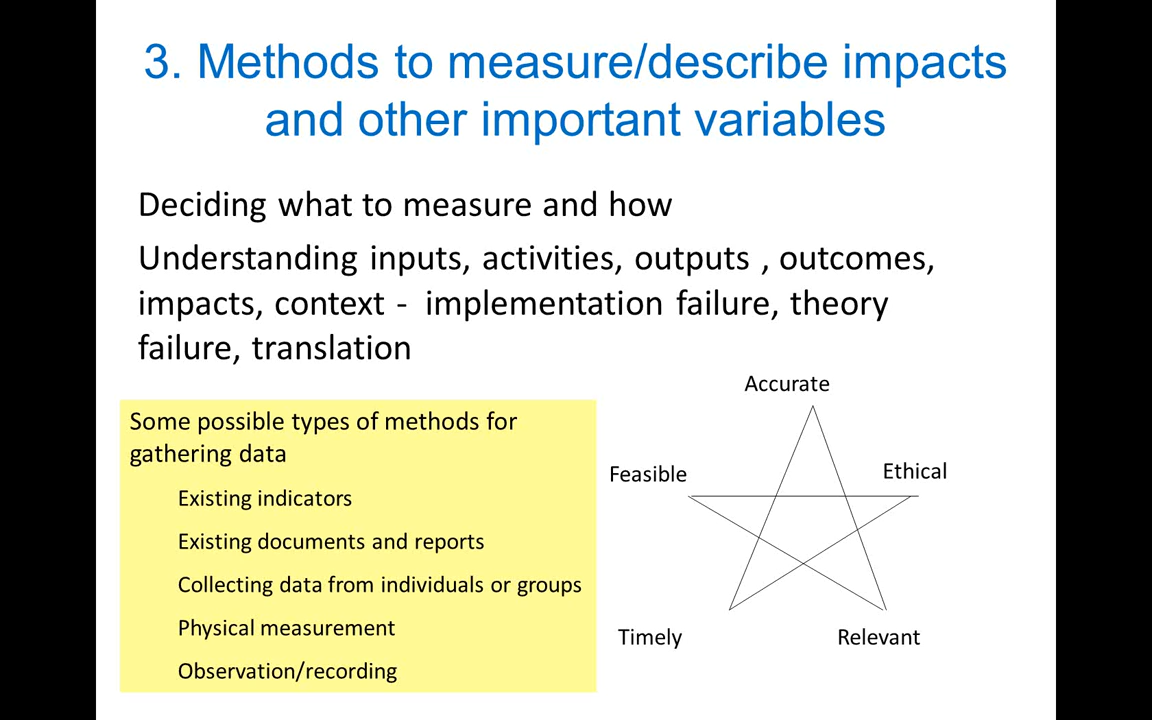 3. Methods to measure/describe impacts
and other important variables
Deciding what to measure and how
Understanding inputs, activities, outputs , outcomes,
impacts, context -  implementation failure, theory
failure, translation
Some possible types of methods for
gathering data
Existing indicators
Existing documents and reports
Collecting data from individuals or groups
Physical measurement
Observation/recording
Accurate
Feasible
Ethical
Timely
Relevant